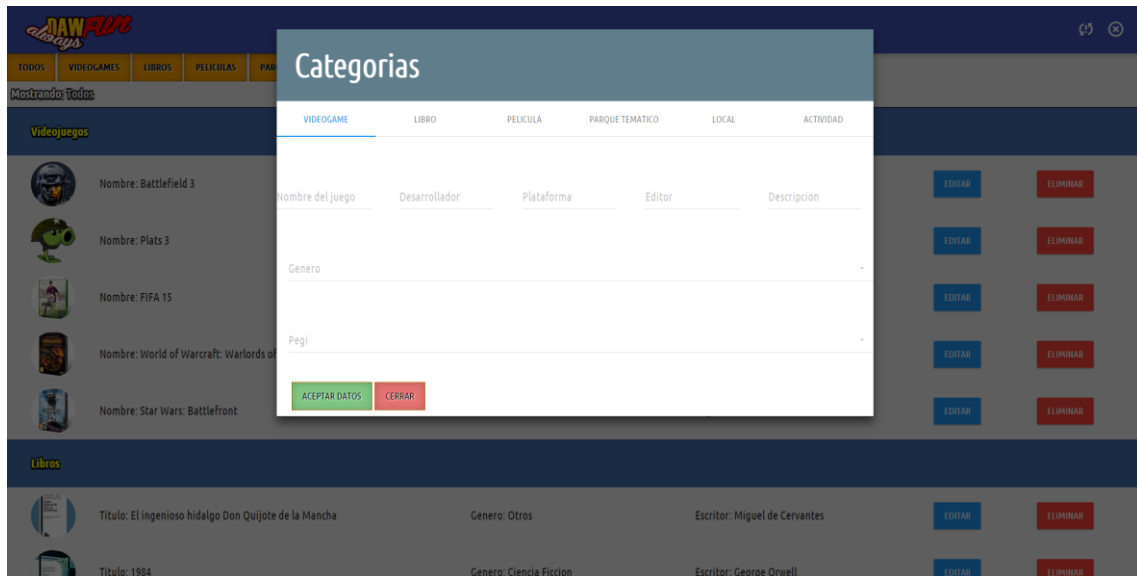 always DAW FUN
TODOS VIDEOGAMES LIBROS PELICULAS
Mostrando: Todos
Categorias
VIDEOGAME LIBRO PELICULA PARQUE TEMATICO LOCAL ACTIVIDAD
Videojuegos
Nombre: Battlefield 3 EDITAR ELIMINAR
Nombre del juego Desarrollador Plataforma Editor Descripcion
Nombre: Plats 3 EDITAR ELIMINAR
Genero
Nombre: FIFA 15 EDITAR ELIMINAR
Pegi
Nombre: World of Warcraft: Warlords of EDITAR ELIMINAR
ACEPTAR DATOS CERRAR
Nombre: Star Wars: Battlefront EDITAR ELIMINAR
Libros
Titulo: El ingenioso hidalgo Don Quijote de la Mancha Genero: Otros Escritor: Miguel de Cervantes EDITAR ELIMINAR
Titulo: 1984 Genero: Ciencia Ficcion Escritor: George Orwell EDITAR ELIMINAR